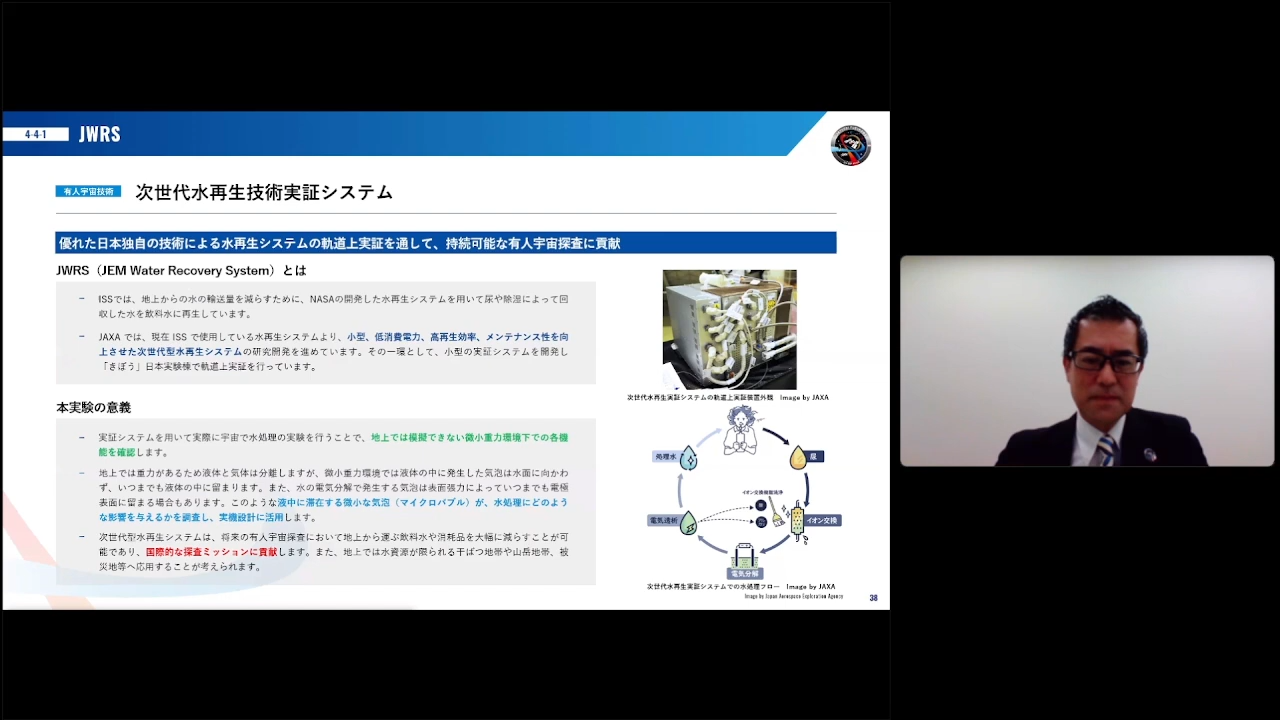 4-4-1 JWRS
有人宇宙技術 次世代水再生技術実証システム
優れた日本独自の技術による水再生システムの軌道上実証を通して、持続可能な有人宇宙探査に貢献
JWRS（JEM Water Recovery System）とは
– ISSでは、地上からの水の輸送量を減らすために、NASAの開発した水再生システムを用いて尿や除湿によって回
収した水を飲料水に再生しています。
– JAXA では、現在 ISS で使用している水再生システムより、小型、低消費電力、高再生効率、メンテナンス性を向
上させた次世代型水再生システムの研究開発を進めています。その一環として、小型の実証システムを開発し
「きぼう」日本実験棟で軌道上実証を行っています。
本実験の意義
– 実証システムを用いて実際に宇宙で水処理の実験を行うことで、地上では模擬できない微小重力環境下での各機
能を確認します。
– 地上では重力があるため液体と気体は分離しますが、微小重力環境では液体の中に発生した気泡は水面に向かわ
ず、いつまでも液体の中に留まります。また、水の電気分解で発生する気泡は表面張力によっていつまでも電極
表面に留まる場合もあります。このような液中に滞在する微小な気泡（マイクロバブル）が、水処理にどのよう
な影響を与えるかを調査し、実機設計に活用します。
– 次世代型水再生システムは、将来の有人宇宙探査において地上から運ぶ飲料水や消耗品を大幅に減らすことが可
能であり、国際的な探査ミッションに貢献します。また、地上では水資源が限られる干ばつ地帯や山岳地帯、被
災地等へ応用することが考えられます。
次世代水再生実証システムの軌道上実証装置外観 Image by JAXA
処理水
尿
イオン交換樹脂洗浄
電気透析
イオン交換
電気分解
次世代水再生実証システムでの水処理フロー Image by JAXA
Image by Japan Aerospace Exploration Agency
38